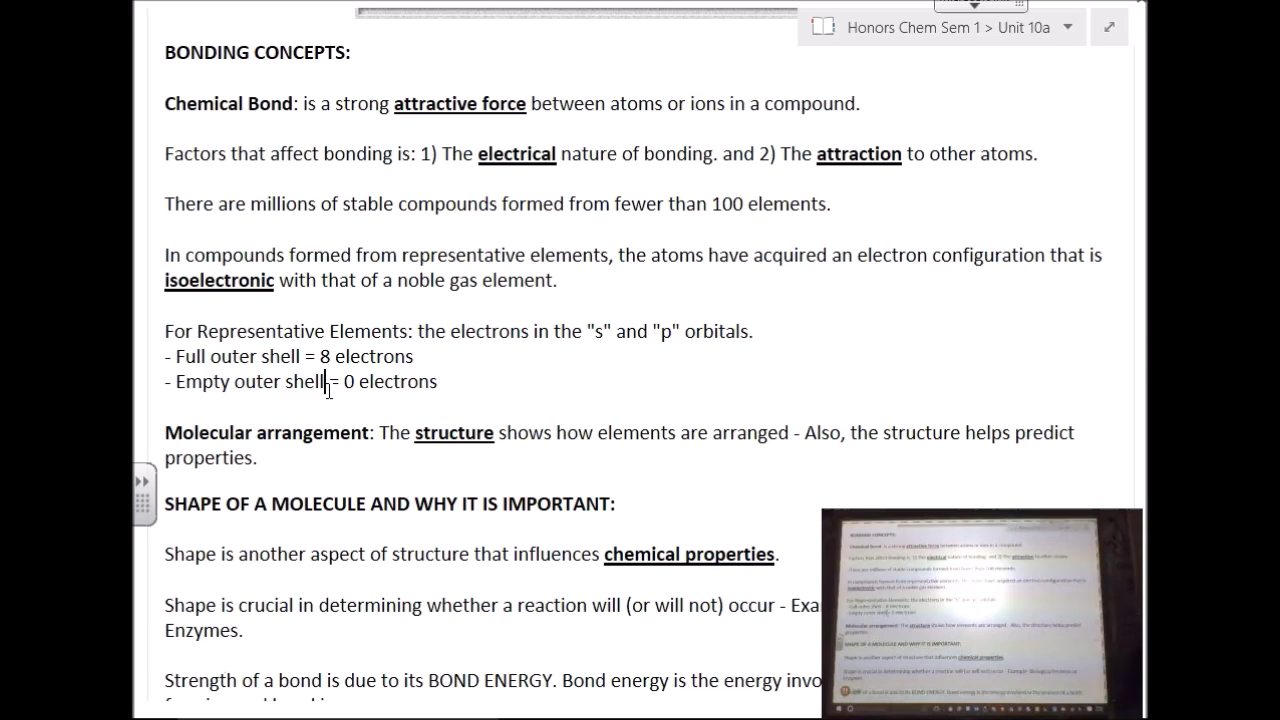 Honors Chem Sem 1 > Unit 10a
BONDING CONCEPTS:
Chemical Bond: is a strong attractive force between atoms or ions in a compound.
Factors that affect bonding is: 1) The electrical nature of bonding. and 2) The attraction to other atoms.
There are millions of stable compounds formed from fewer than 100 elements.
In compounds formed from representative elements, the atoms have acquired an electron configuration that is
isoelectronic with that of a noble gas element.
For Representative Elements: the electrons in the "s" and "p" orbitals.
- Full outer shell = 8 electrons
- Empty outer shell = 0 electrons
Molecular arrangement: The structure shows how elements are arranged - Also, the structure helps predict
properties.
SHAPE OF A MOLECULE AND WHY IT IS IMPORTANT:
Shape is another aspect of structure that influences chemical properties.
Shape is crucial in determining whether a reaction will (or will not) occur - Exa
Enzymes.
Strength of a bond is due to its BOND ENERGY. Bond energy is the energy invo